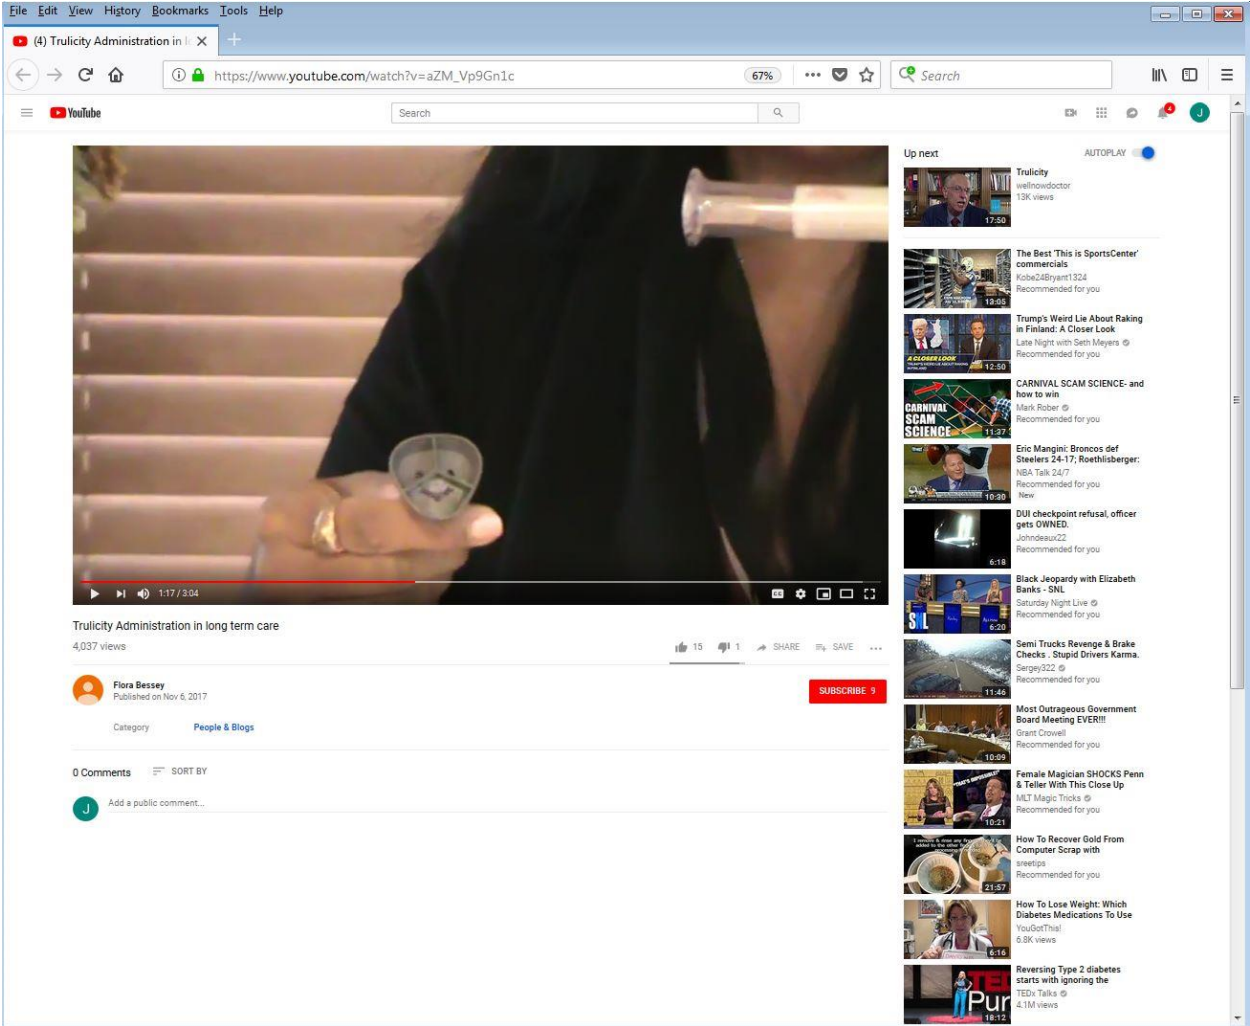 File Edit View History Bookmarks Tools Help
(4) Trulicity Administration in l
https://www.youtube.com/watch?v=aZM_Vp9Gn1c
67%
Search
YouTube
Search
4
J
Up next
AUTOPLAY
Trulicity
wellnowdoctor
13K views
17:50
The Best 'This is SportsCenter'
commercials
Kobe24Bryant1324
Recommended for you
13:05
Trump's Weird Lie About Raking
in Finland: A Closer Look
Late Night with Seth Meyers
Recommended for you
A CLOSER LOOK
12:50
CARNIVAL SCAM SCIENCE- and
how to win
Mark Rober
Recommended for you
CARNIVAL
SCAM
SCIENCE
11:37
Eric Mangini: Broncos def
Steelers 24-17; Roethlisberger:
NBA Talk 24/7
Recommended for you
New
10:30
DUI checkpoint refusal, officer
gets OWNED.
Johndeaux22
Recommended for you
6:18
Black Jeopardy with Elizabeth
Banks - SNL
Saturday Night Live
Recommended for you
SNL
6:20
Semi Trucks Revenge & Brake
Checks . Stupid Drivers Karma.
Sergey322
Recommended for you
11:46
Most Outrageous Government
Board Meeting EVER!!!
Grant Crowell
Recommended for you
10:09
Female Magician SHOCKS Penn
& Teller With This Close Up
MLT Magic Tricks
Recommended for you
"THAT'S IMPOSSIBLE!"
10:21
How To Recover Gold From
Computer Scrap with
sreetips
Recommended for you
21:57
How To Lose Weight: Which
Diabetes Medications To Use
YouGotThis!
6.8K views
6:16
Reversing Type 2 diabetes
starts with ignoring the
TEDx Talks
4.1M views
TED
Pur
18:12
1:17 / 3:04
CC
Trulicity Administration in long term care
4,037 views
15 1 SHARE SAVE
Flora Bessey
Published on Nov 6, 2017
SUBSCRIBE 9
Category People & Blogs
0 Comments SORT BY
J
Add a public comment...